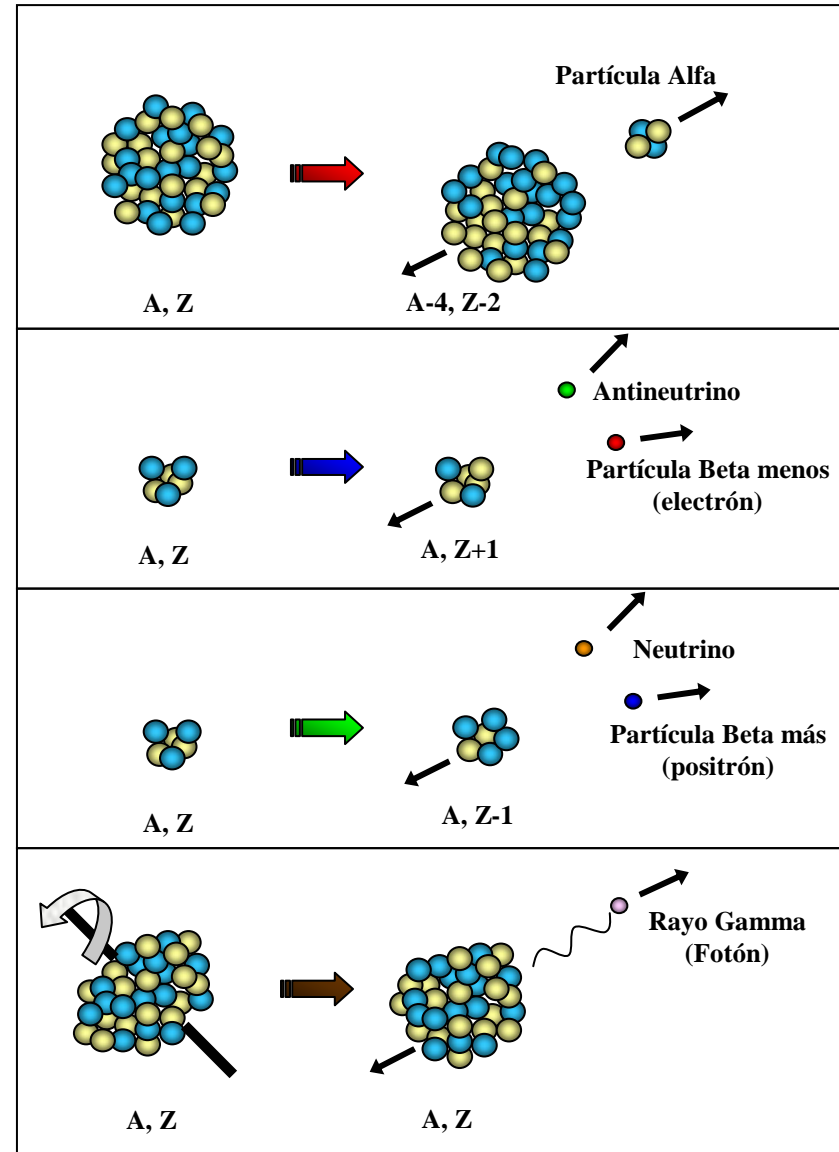 Partícula Alfa
A, Z
A-4, Z-2
Antineutrino
Partícula Beta menos
(electrón)
A, Z
A, Z+1
Neutrino
Partícula Beta más
(positrón)
A, Z
A, Z-1
Rayo Gamma
(Fotón)
A, Z
A, Z